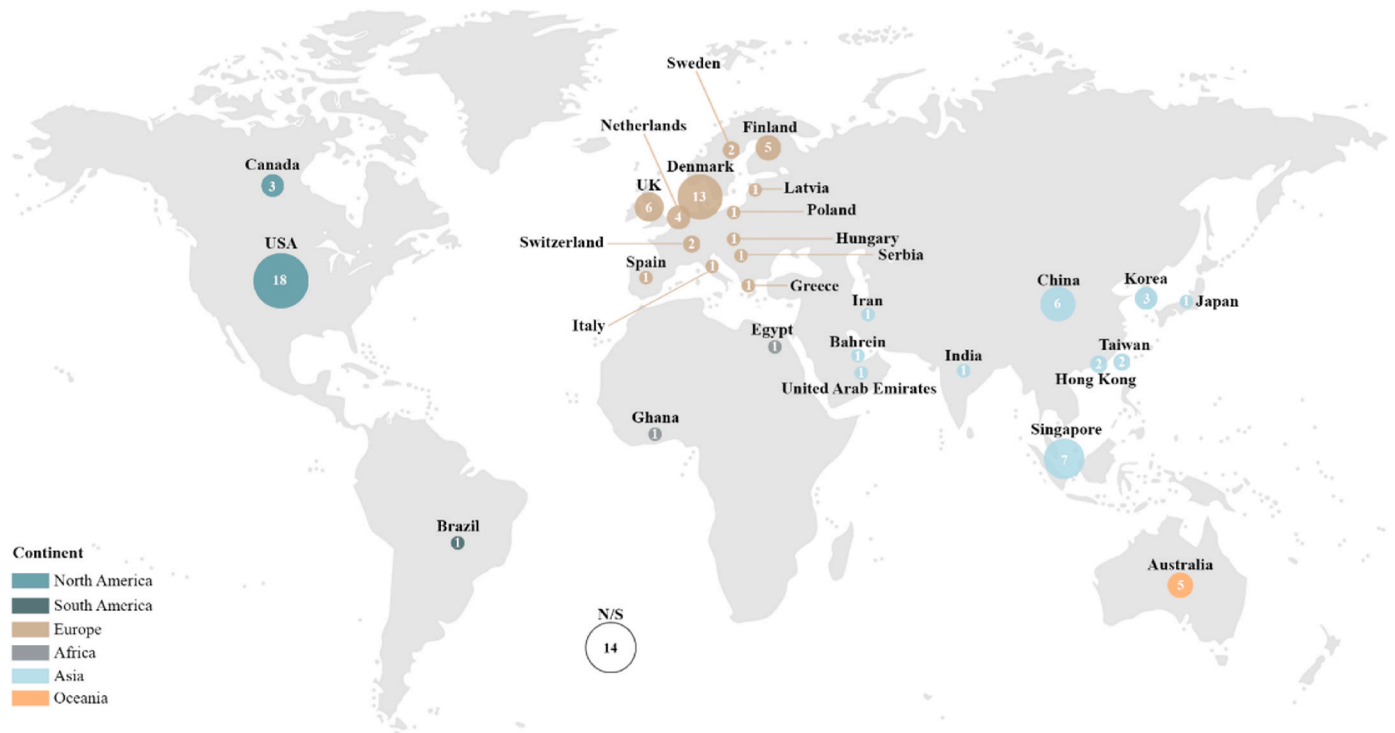 Sweden
2
Netherlands
4
Finland
5
Denmark
13
Canada
3
UK
6
Latvia
1
Poland
1
USA
18
Switzerland
2
Hungary
1
Serbia
1
Spain
1
Italy
1
Greece
1
China
6
Korea
3
Japan
1
Iran
1
Egypt
1
Bahrein
1
United Arab Emirates
1
India
1
Taiwan
2
Hong Kong
2
Ghana
1
Singapore
7
Brazil
1
Australia
5
N/S
14
Continent
North America
South America
Europe
Africa
Asia
Oceania